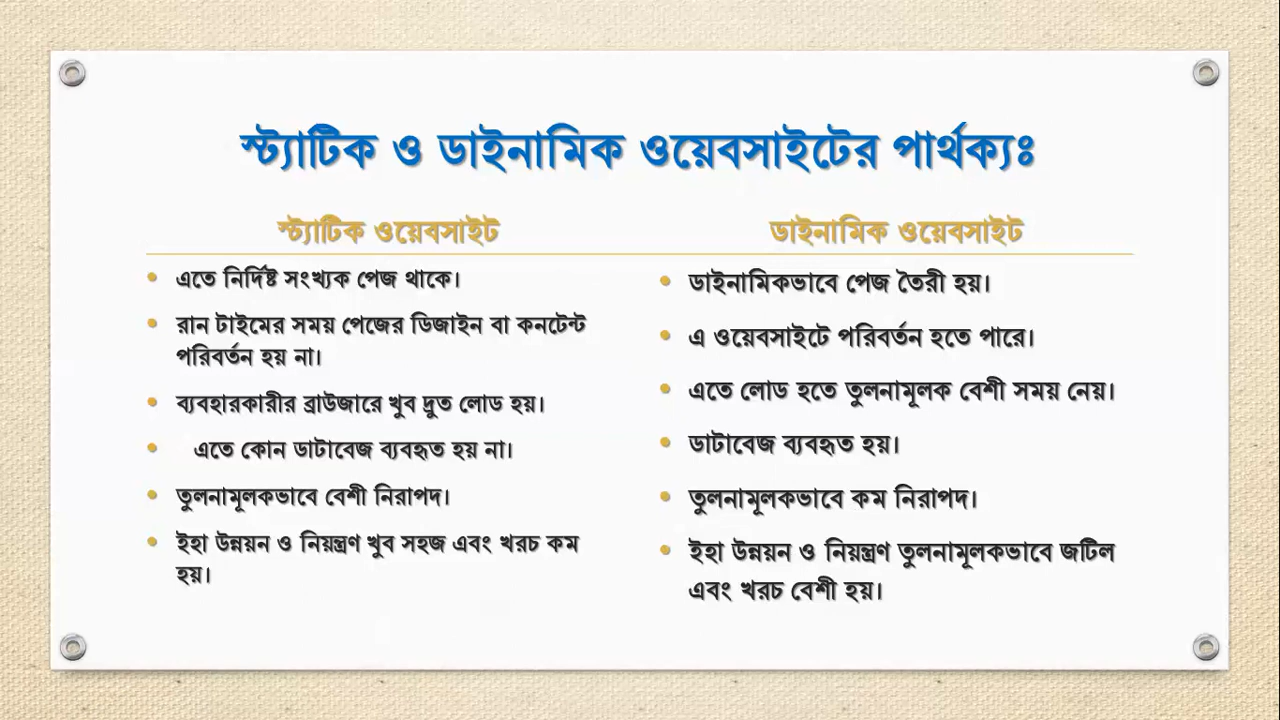 স্ট্যাটিক ও ডাইনামিক ওয়েবসাইটের পার্থক্যঃ
স্ট্যাটিক ওয়েবসাইট
• এতে নির্দিষ্ট সংখ্যক পেজ থাকে।
• রান টাইমের সময় পেজের ডিজাইন বা কনটেন্ট
পরিবর্তন হয় না।
• ব্যবহারকারীর ব্রাউজারে খুব দ্রুত লোড হয়।
• এতে কোন ডাটাবেজ ব্যবহৃত হয় না।
• তুলনামূলকভাবে বেশী নিরাপদ।
• ইহা উন্নয়ন ও নিয়ন্ত্রণ খুব সহজ এবং খরচ কম
হয়।
ডাইনামিক ওয়েবসাইট
• ডাইনামিকভাবে পেজ তৈরী হয়।
• এ ওয়েবসাইটে পরিবর্তন হতে পারে।
• এতে লোড হতে তুলনামূলক বেশী সময় নেয়।
• ডাটাবেজ ব্যবহৃত হয়।
• তুলনামূলকভাবে কম নিরাপদ।
• ইহা উন্নয়ন ও নিয়ন্ত্রণ তুলনামূলকভাবে জটিল
এবং খরচ বেশী হয়।